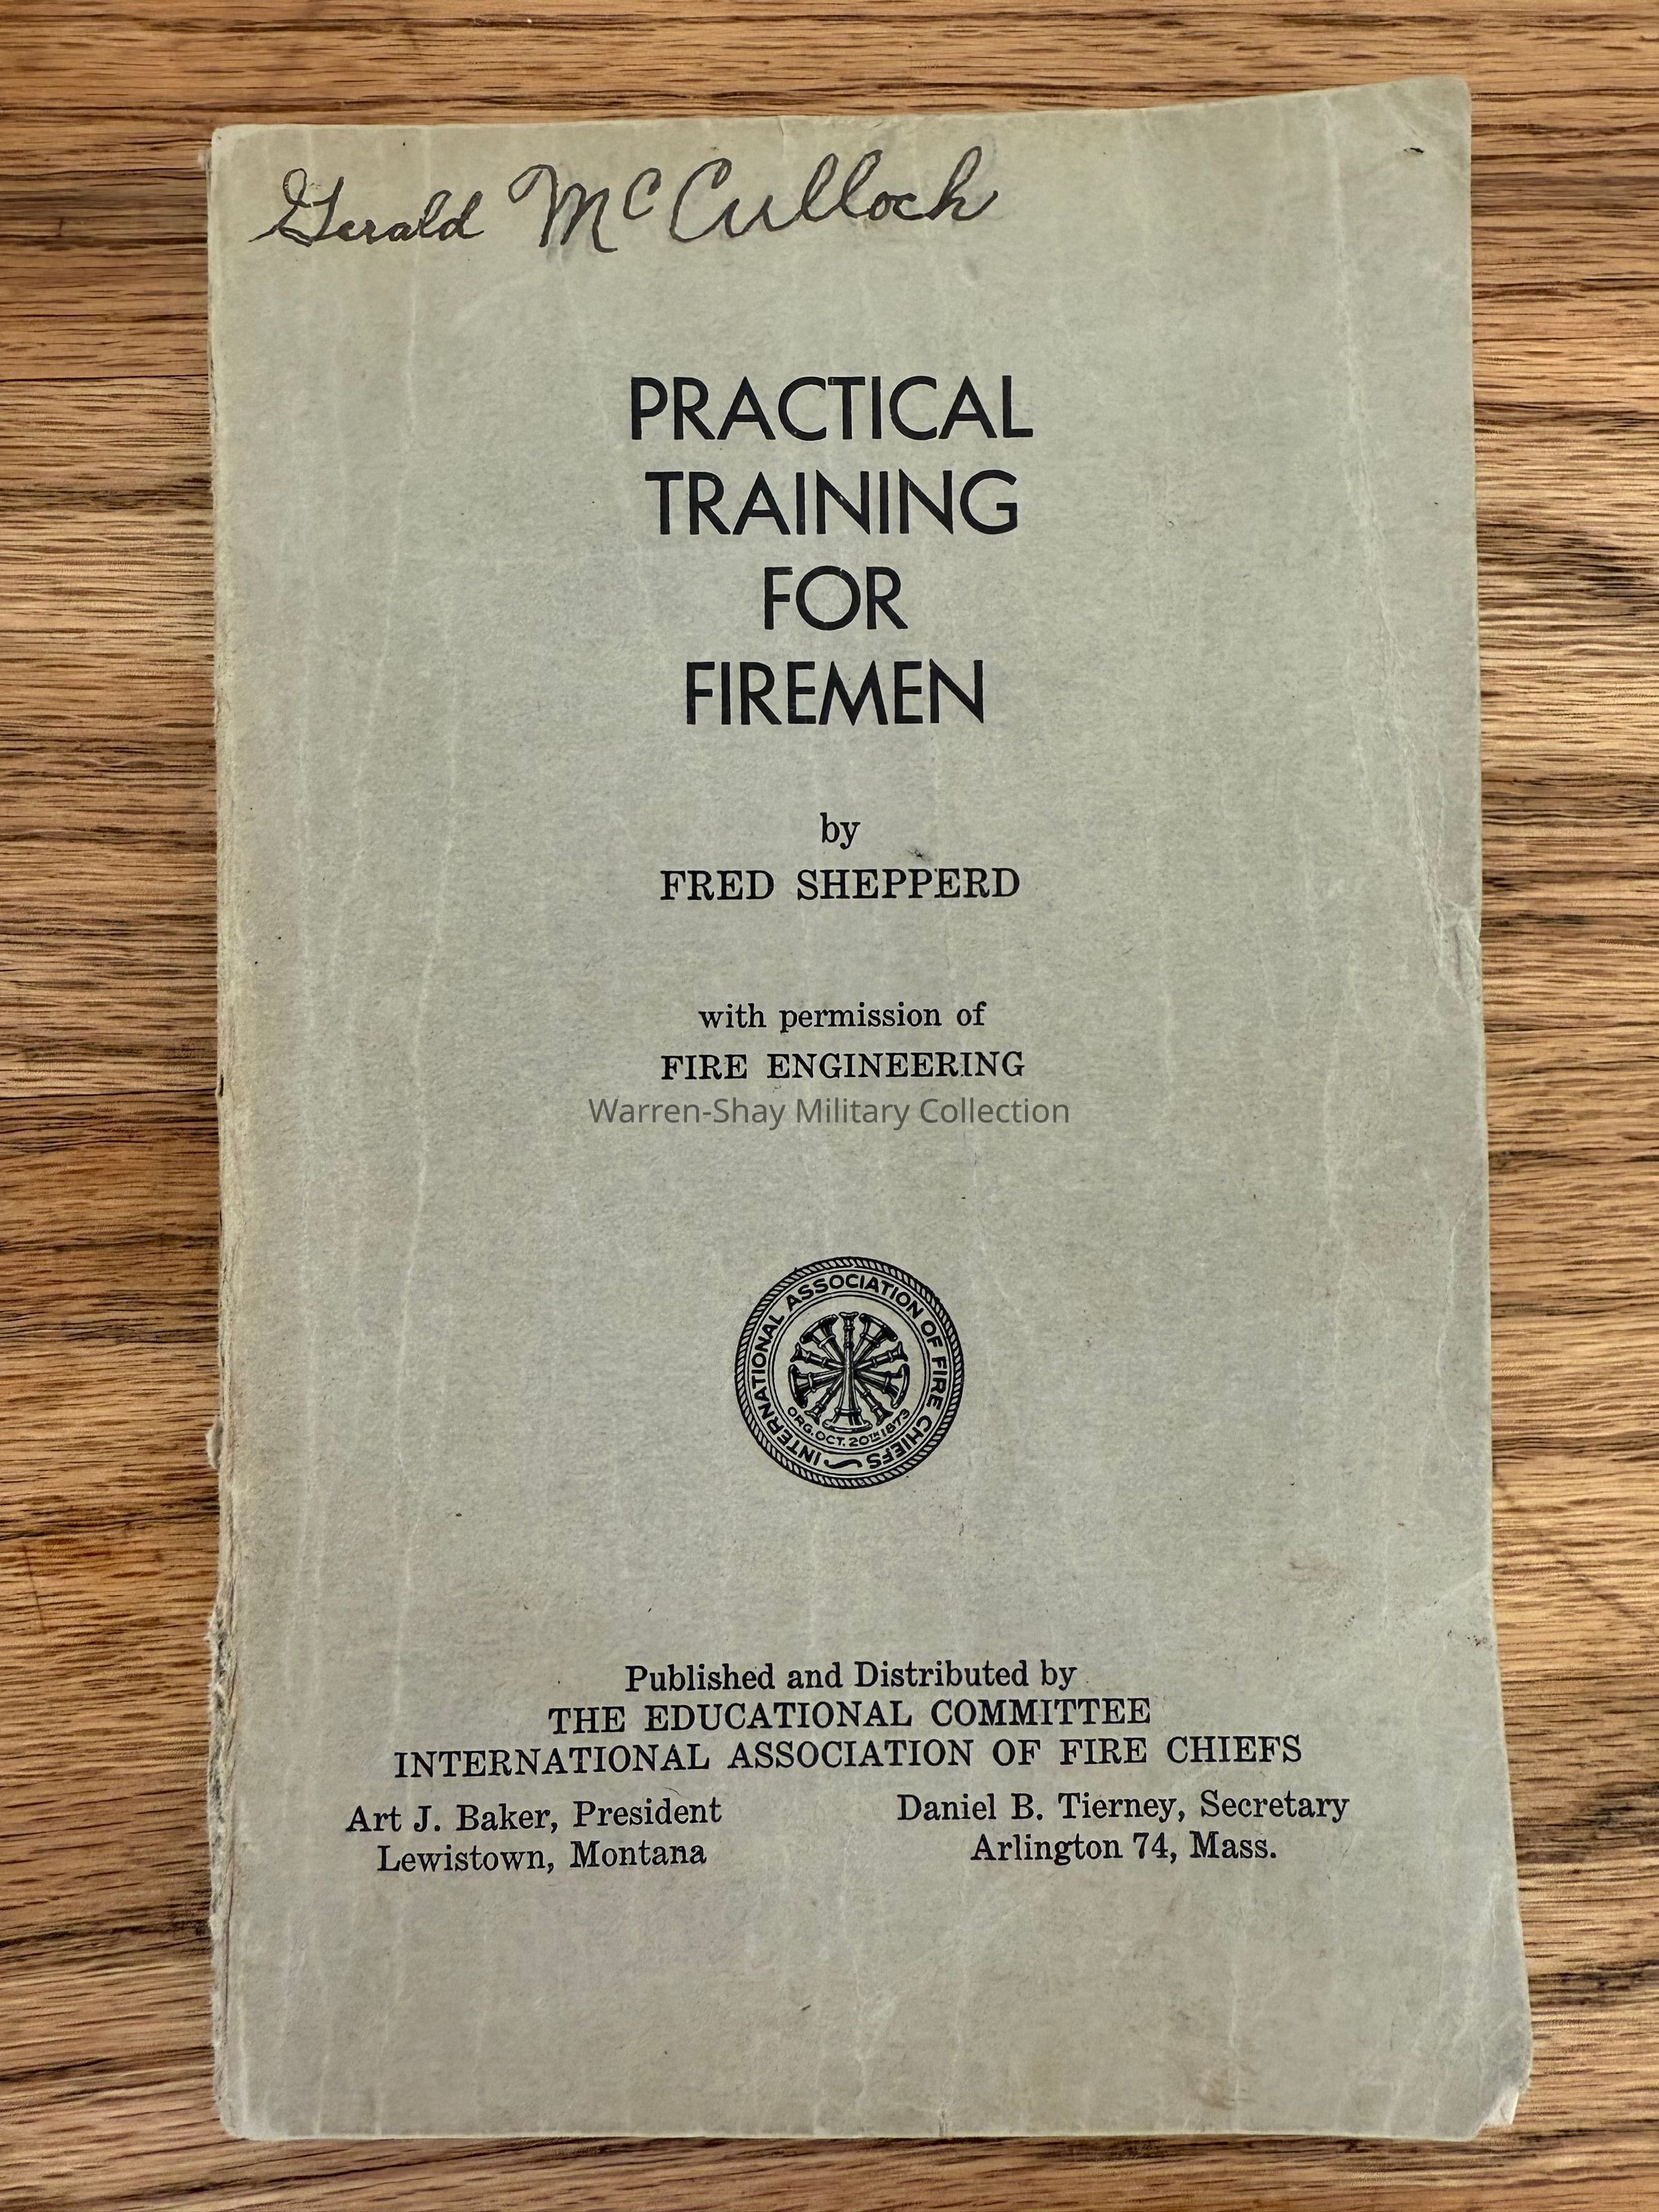 Gerald McCulloch
PRACTICAL
TRAINING
FOR
FIREMEN
by
FRED SHEPPERD
with permission of
FIRE ENGINEERING
Warren-Shay Military Collection
INTERNATIONAL ASSOCIATION OF FIRE CHIEFS
ORG. OCT. 20TH 1873
Published and Distributed by
THE EDUCATIONAL COMMITTEE
INTERNATIONAL ASSOCIATION OF FIRE CHIEFS
Art J. Baker, President
Lewistown, Montana
Daniel B. Tierney, Secretary
Arlington 74, Mass.